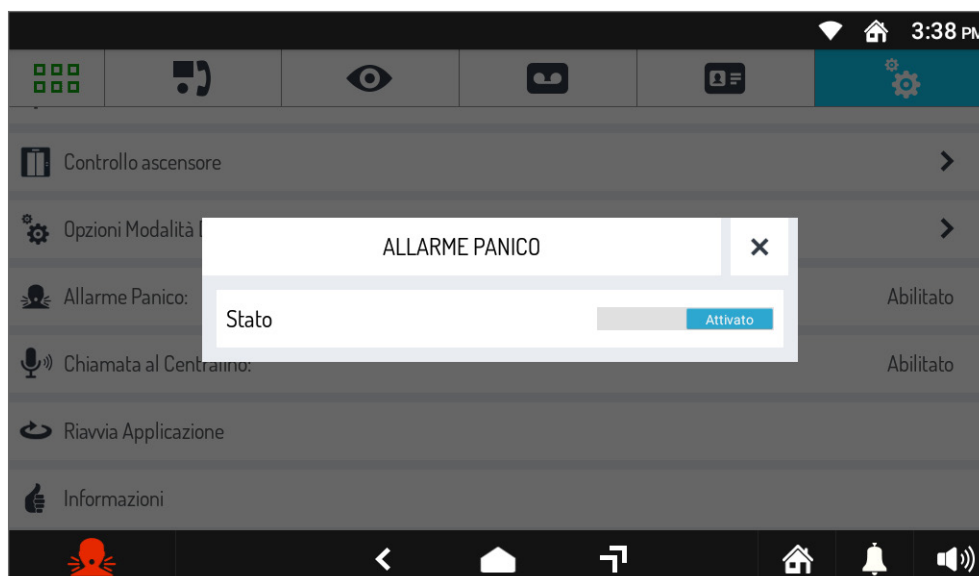 3:38 PM
Controllo ascensore
Opzioni Modalità
ALLARME PANICO
Allarme Panico:
Abilitato
Stato
Attivato
Chiamata al Centralino:
Abilitato
Riavvia Applicazione
Informazioni